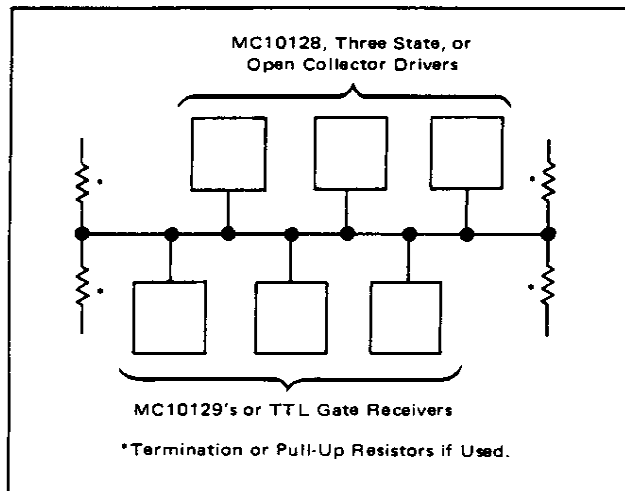 MC10128, Three State, or
Open Collector Drivers
*
*
*
*
MC10129's or TTL Gate Receivers
*Termination or Pull-Up Resistors if Used.